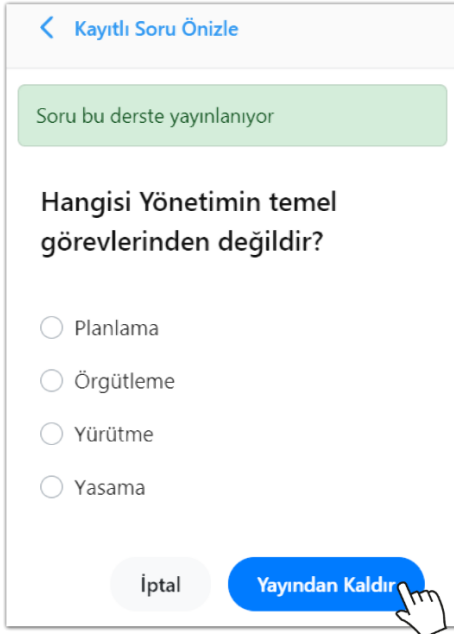 Kayıtlı Soru Önizle
Soru bu derste yayınlanıyor
Hangisi Yönetimin temel
görevlerinden değildir?
Planlama
Örgütleme
Yürütme
Yasama
İptal
Yayından Kaldır